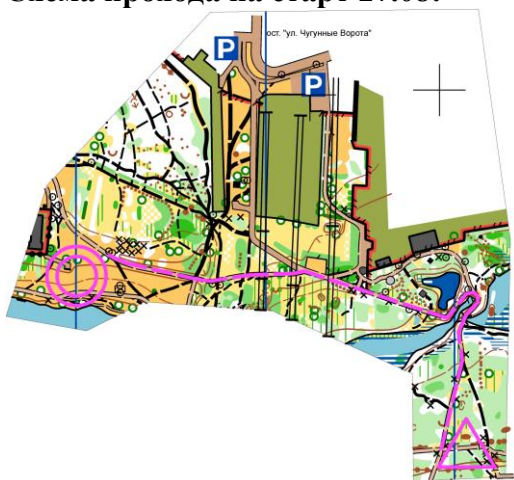 Схема прохода на старт 27.08.
ост. "ул. Чугунные Ворота"
P
P